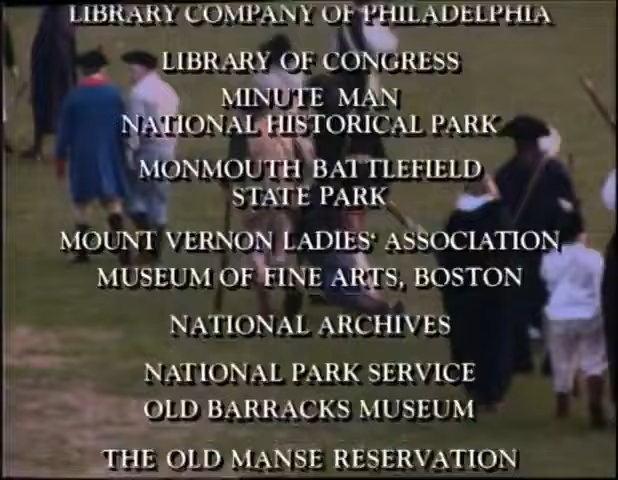 LIBRARY COMPANY OF PHILADELPHIA
LIBRARY OF CONGRESS
MINUTE MAN
NATIONAL HISTORICAL PARK
MONMOUTH BATTLEFIELD
STATE PARK
MOUNT VERNON LADIES' ASSOCIATION
MUSEUM OF FINE ARTS, BOSTON
NATIONAL ARCHIVES
NATIONAL PARK SERVICE
OLD BARRACKS MUSEUM
THE OLD MANSE RESERVATION